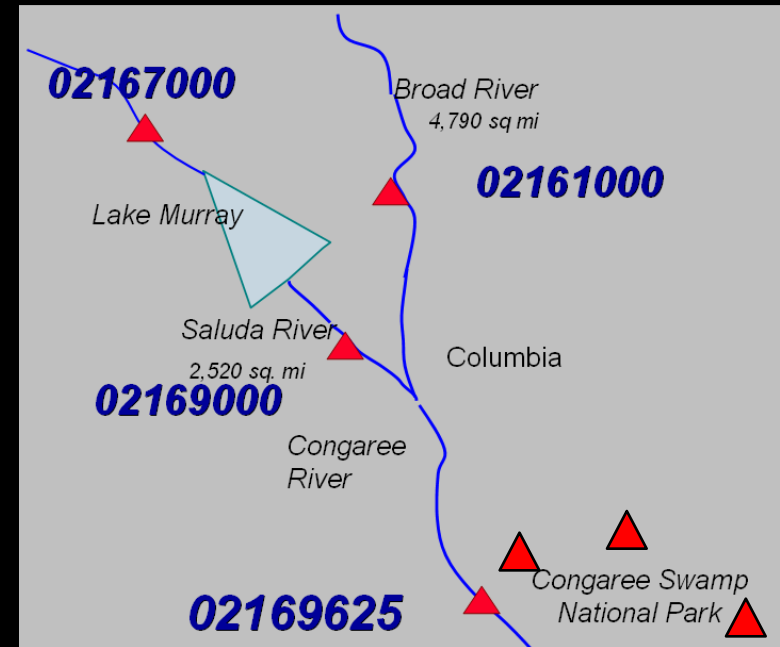 02167000
Broad River
4,790 sq mi
02161000
Lake Murray
Saluda River
2,520 sq. mi
02169000
Columbia
Congaree
River
Congaree Swamp
National Park
02169625